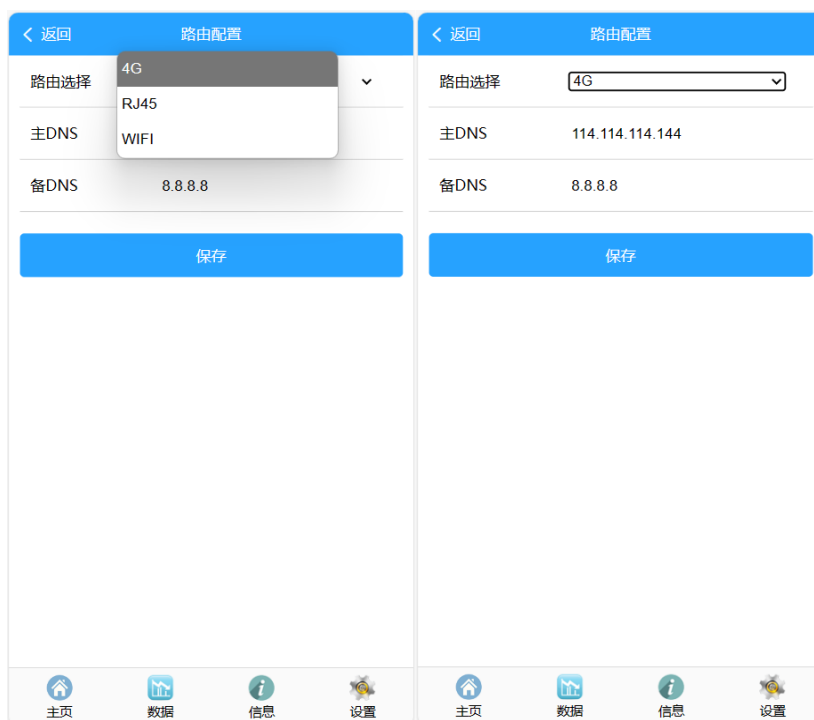 返回 路由配置
路由选择
4G
RJ45
WIFI
主DNS
备DNS 8.8.8.8
保存
主页 数据 信息 设置
返回 路由配置
路由选择 4G
主DNS 114.114.114.144
备DNS 8.8.8.8
保存
主页 数据 信息 设置